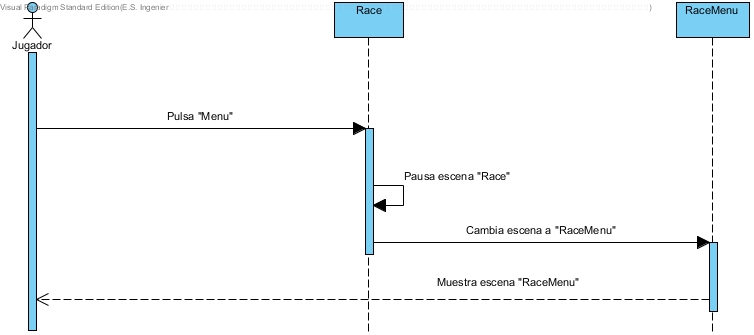 Visual Paradigm Standard Edition(E.S. Ingenier
)
Race
RaceMenu
Jugador
Pulsa "Menu"
Pausa escena "Race"
Cambia escena a "RaceMenu"
Muestra escena "RaceMenu"